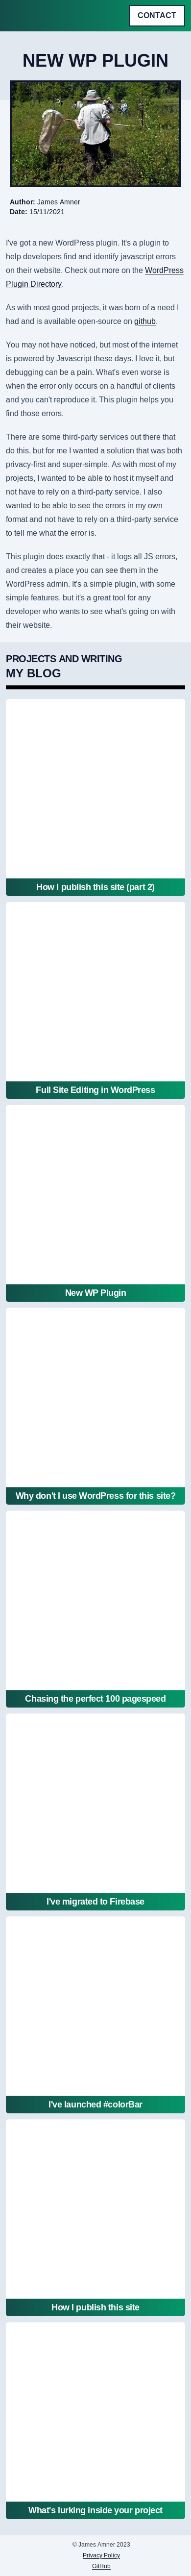 CONTACT
NEW WP PLUGIN
Author: James Amner
Date: 15/11/2021
I've got a new WordPress plugin. It's a plugin to
help developers find and identify javascript errors
on their website. Check out more on the WordPress
Plugin Directory.
As with most good projects, it was born of a need I
had and is available open-source on github.
You may not have noticed, but most of the internet
is powered by Javascript these days. I love it, but
debugging can be a pain. What's even worse is
when the error only occurs on a handful of clients
and you can't reproduce it. This plugin helps you
find those errors.
There are some third-party services out there that
do this, but for me I wanted a solution that was both
privacy-first and super-simple. As with most of my
projects, I wanted to be able to host it myself and
not have to rely on a third-party service. I also
wanted to be able to see the errors in my own
format and not have to rely on a third-party service
to tell me what the error is.
This plugin does exactly that - it logs all JS errors,
and creates a place you can see them in the
WordPress admin. It's a simple plugin, with some
simple features, but it's a great tool for any
developer who wants to see what's going on with
their website.
PROJECTS AND WRITING
MY BLOG
How I publish this site (part 2)
Full Site Editing in WordPress
New WP Plugin
Why don't I use WordPress for this site?
Chasing the perfect 100 pagespeed
I've migrated to Firebase
I've launched #colorBar
How I publish this site
What's lurking inside your project
© James Amner 2023
Privacy Policy
GitHub